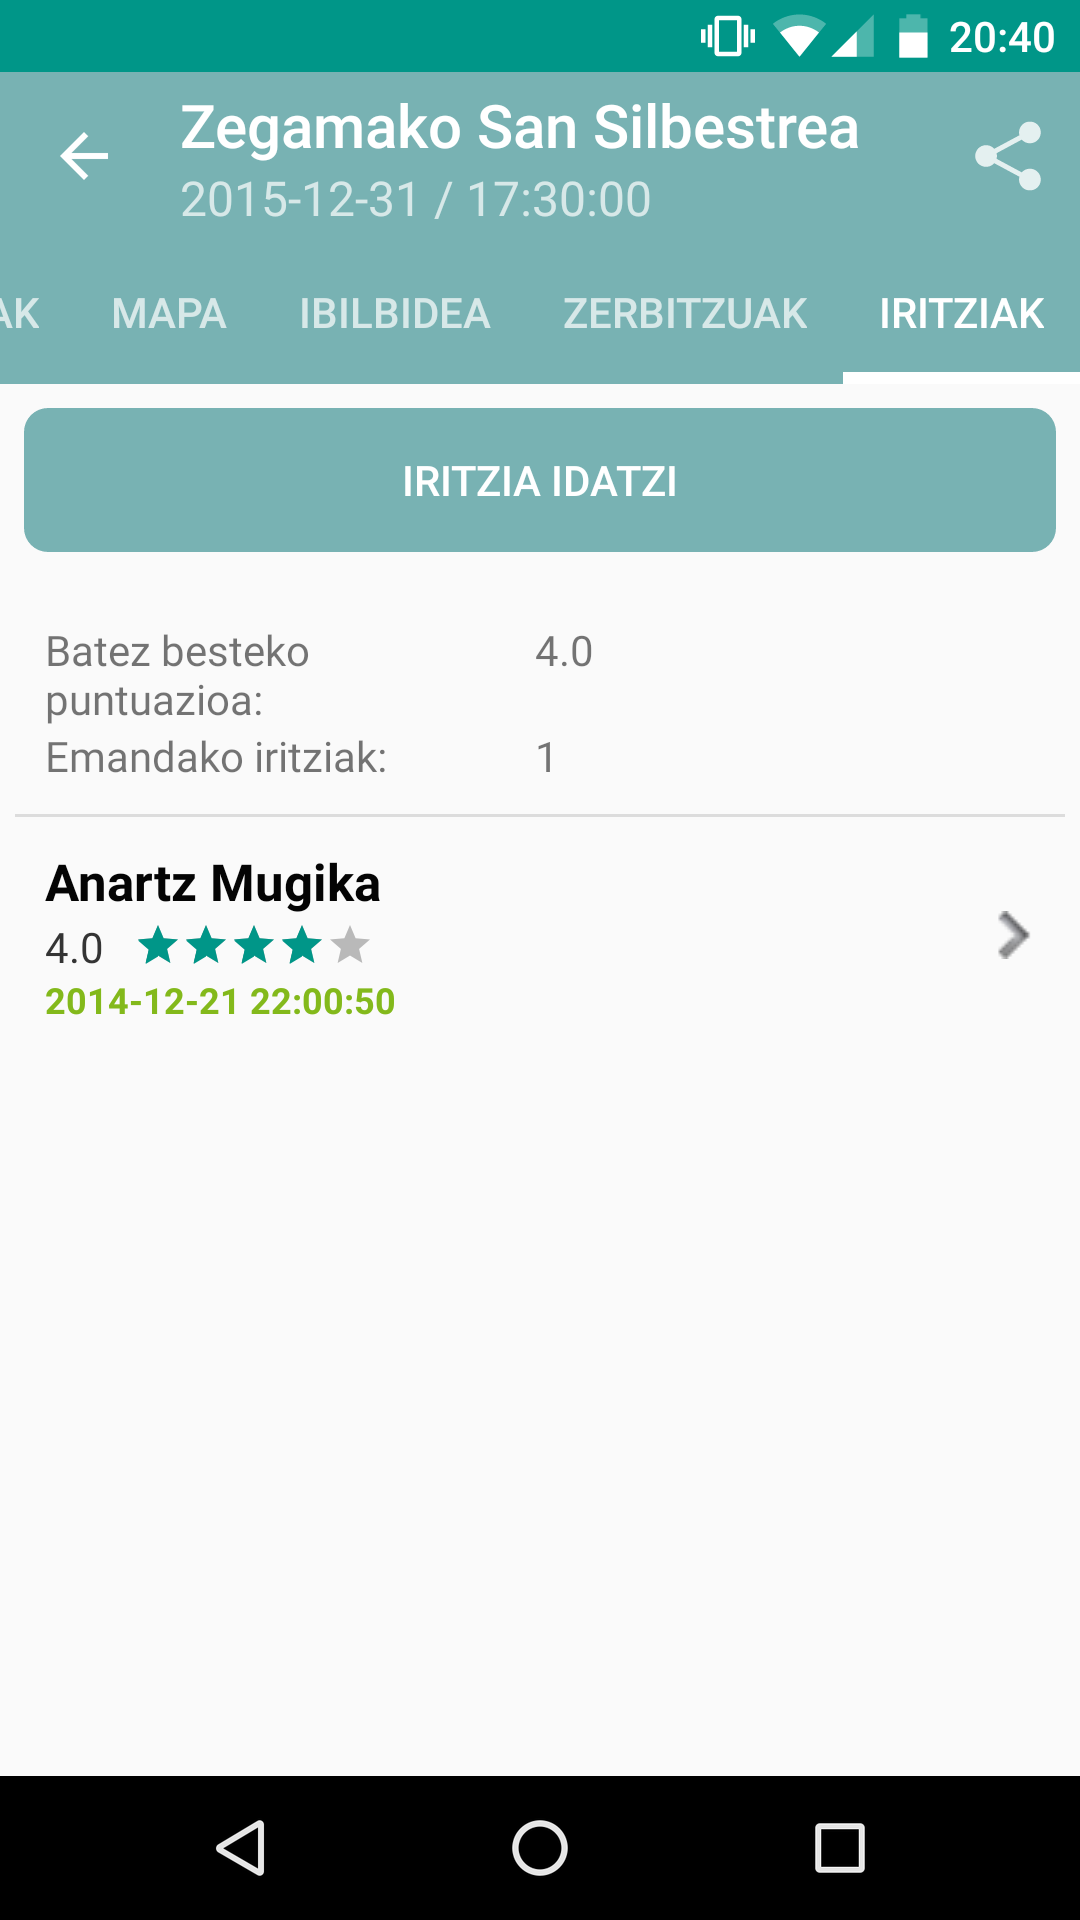 20:40
Zegamako San Silbestrea
2015-12-31 / 17:30:00
AK MAPA IBILBIDEA ZERBITZUAK IRITZIAK
IRITZIA IDATZI
Batez besteko 4.0
puntuazioa:
Emandako iritziak: 1
Anartz Mugika
4.0
2014-12-21 22:00:50